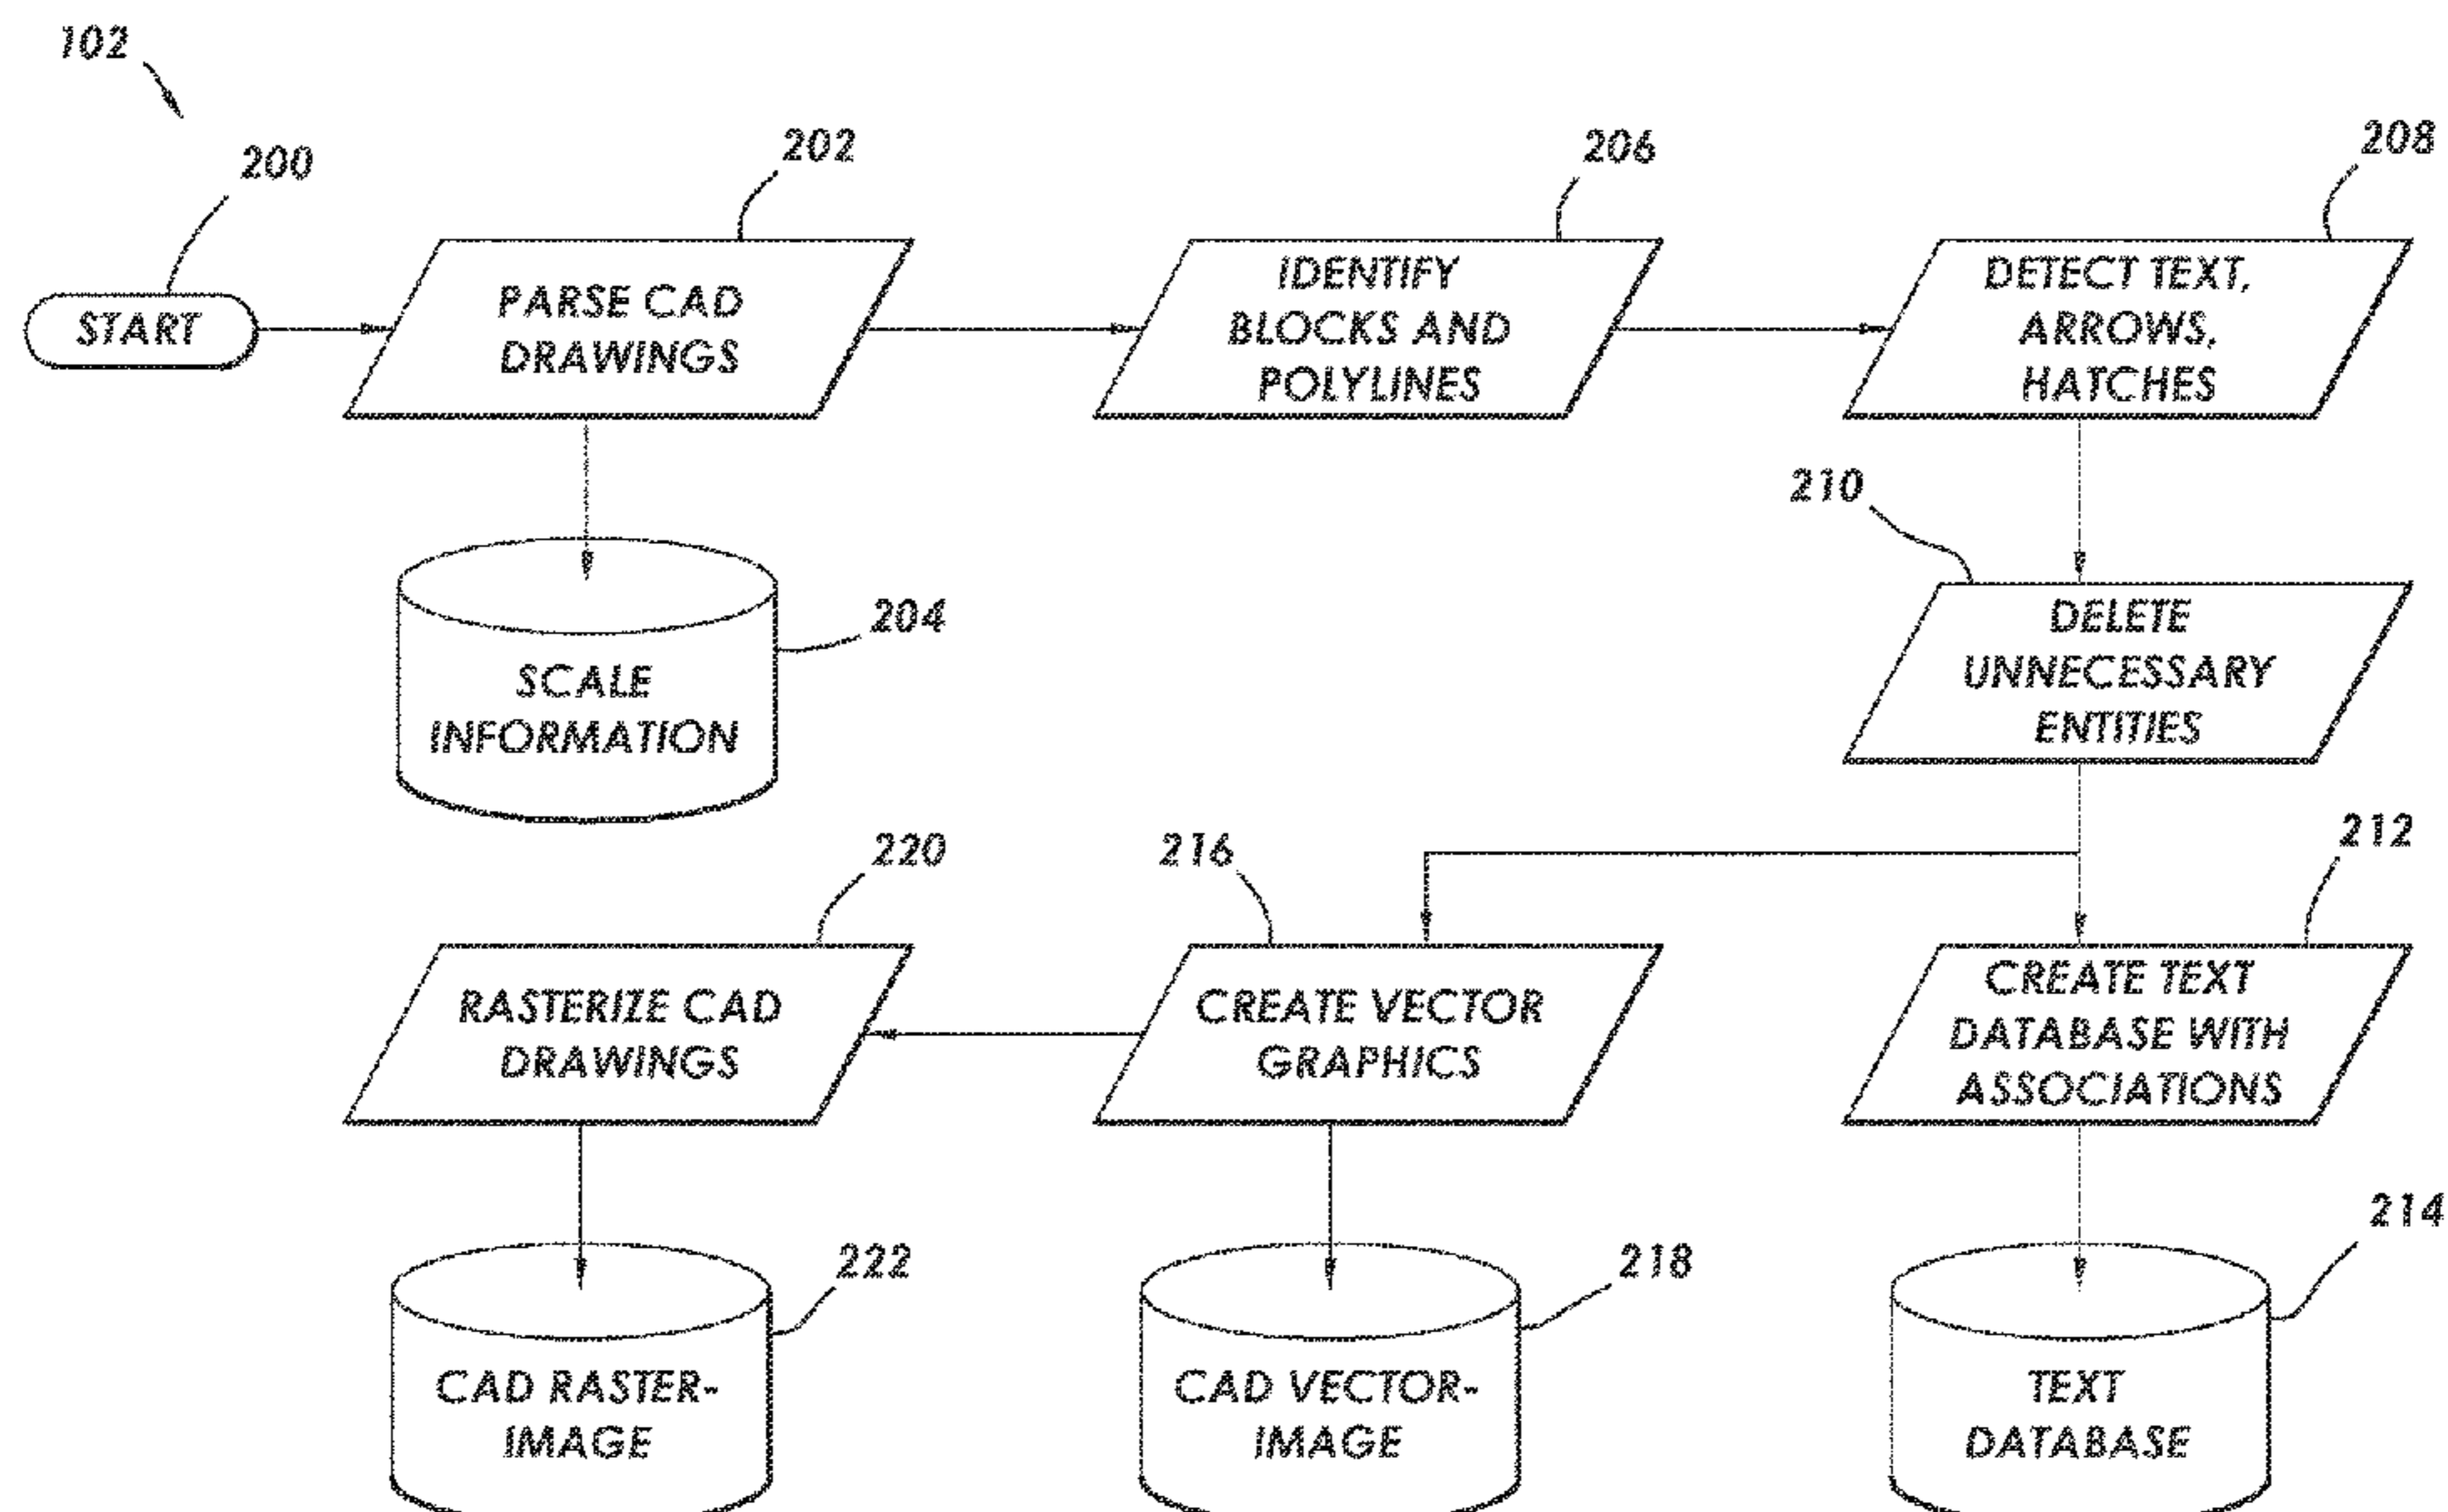 102
200
202
206
208
START
PARSE CAD
DRAWINGS
IDENTIFY
BLOCKS AND
POLYLINES
DETECT TEXT,
ARROWS,
HATCHES
210
204
SCALE
INFORMATION
DELETE
UNNECESSARY
ENTITIES
220
216
212
RASTERIZE CAD
DRAWINGS
CREATE VECTOR
GRAPHICS
CREATE TEXT
DATABASE WITH
ASSOCIATIONS
222
218
214
CAD RASTER-
IMAGE
CAD VECTOR-
IMAGE
TEXT
DATABASE